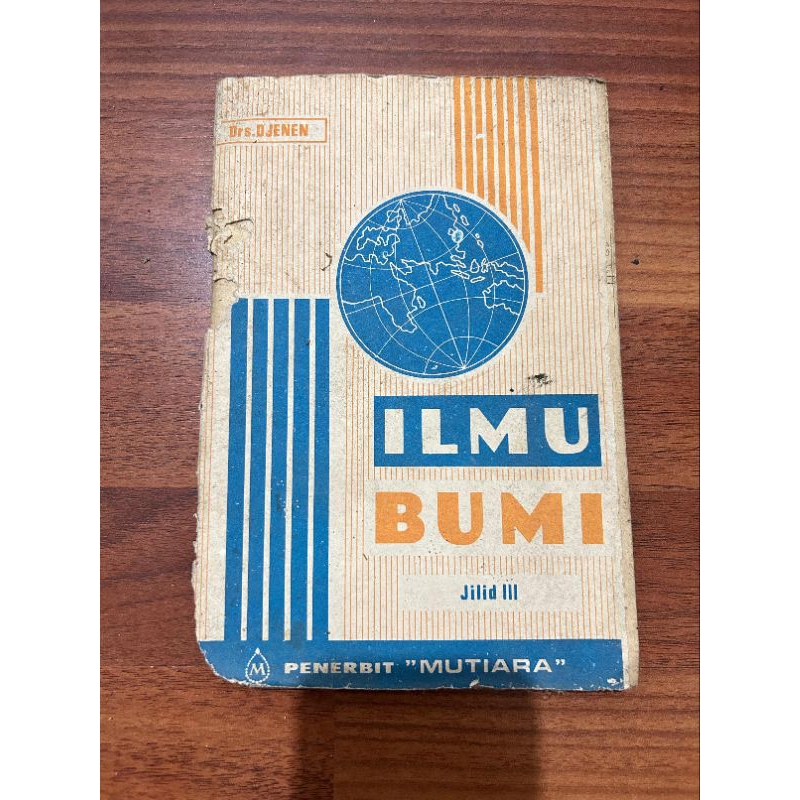 Drs.DJENEN
ILMU
BUMI
Jilid III
M PENERBIT "MUTIARA"